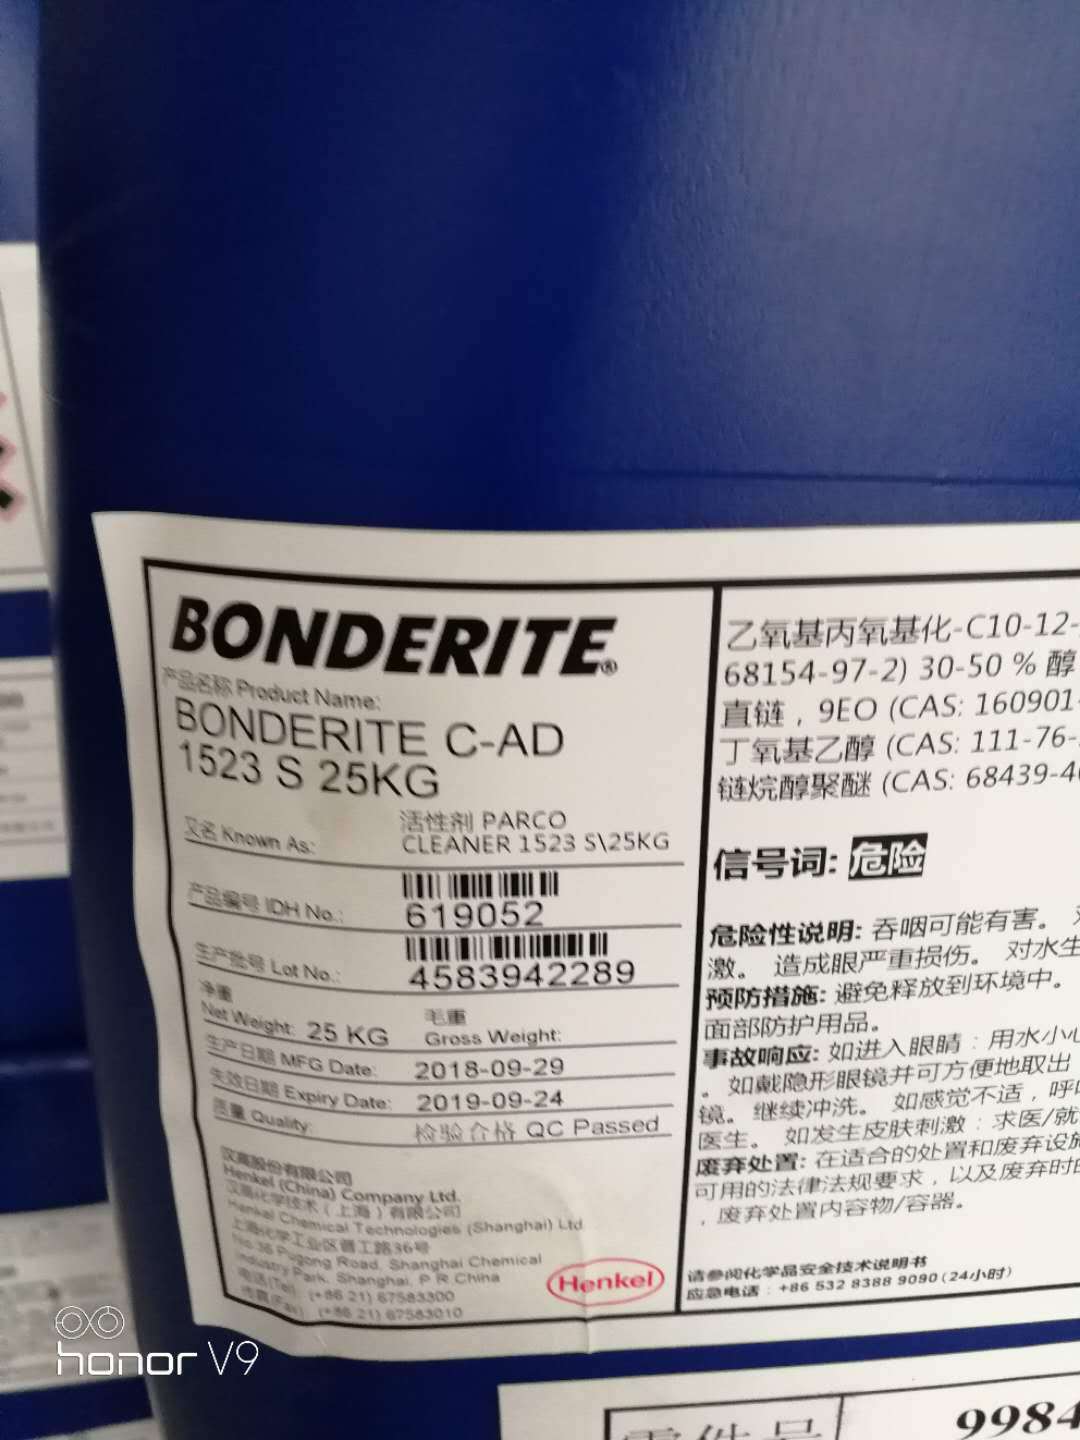 BONDERITE®
产品名称 Product Name:
BONDERITE C-AD
1523 S 25KG
又名 Known As:
活性剂 PARCO
CLEANER 1523 S\25KG
产品编号 IDH No.:
619052
生产批号 Lot No.:
4583942289
净重
Net Weight: 25 KG
毛重
Gross Weight:
生产日期 MFG Date: 2018-09-29
失效日期 Expiry Date: 2019-09-24
质量 Quality: 检验合格 QC Passed
汉高股份有限公司
Henkel (China) Company Ltd.
汉高化学技术(上海)有限公司
Henkel Chemical Technologies (Shanghai) Ltd
上海化学工业区普工路36号
No.36 Pugong Road, Shanghai Chemical
Industry Park, Shanghai, P.R.China
电话(Tel): (+86 21) 67583300
传真(Fax): (+86 21) 67583010
Henkel
乙氧基丙氧基化-C10-12-
68154-97-2) 30-50 % 醇
直链,9EO (CAS: 160901-
丁氧基乙醇 (CAS: 111-76-
链烷醇聚醚 (CAS: 68439-4
信号词: 危险
危险性说明: 吞咽可能有害。
激。 造成眼严重损伤。 对水生
预防措施: 避免释放到环境中。
面部防护用品。
事故响应: 如进入眼睛:用水小心
。 如戴隐形眼镜并可方便地取出
镜。 继续冲洗。 如感觉不适,呼
医生。 如发生皮肤刺激:求医/就
废弃处置: 在适合的处置和废弃设施
可用的法律法规要求,以及废弃时的
,废弃处置内容物/容器。
请参阅化学品安全技术说明书
应急电话:+86 532 8388 9090(24小时)
零件号
9984
honor V9